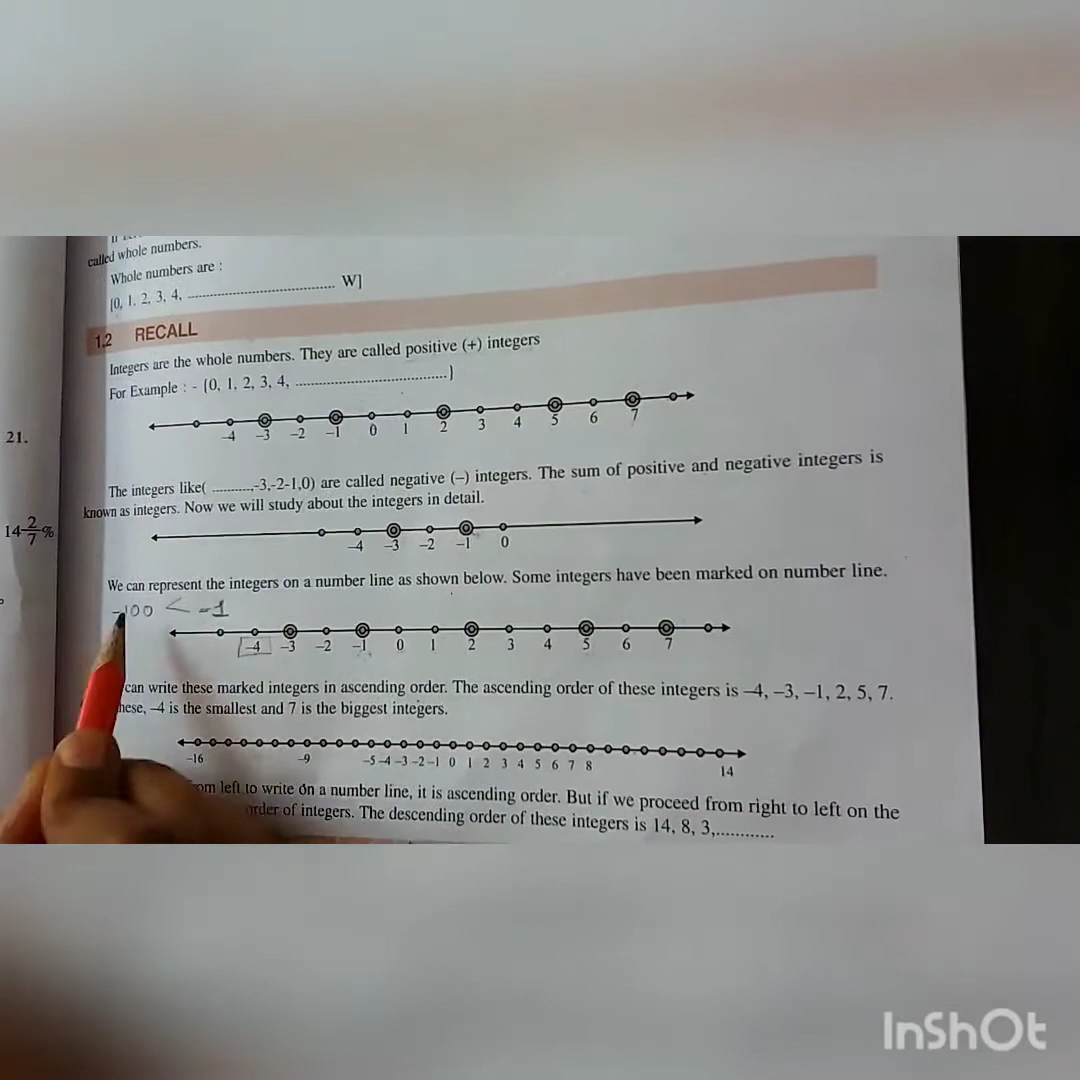 called whole numbers.
Whole numbers are :
[0, 1, 2, 3, 4, ....................................... W]
1.2 RECALL
Integers are the whole numbers. They are called positive (+) integers
For Example : - {0, 1, 2, 3, 4, ........................................}
–4 –3 –2 –1 0 1 2 3 4 5 6 7
21.
The integers like( ...........,-3,-2-1,0) are called negative (–) integers. The sum of positive and negative integers is
known as integers. Now we will study about the integers in detail.
14 2/7 %
–4 –3 –2 –1 0
We can represent the integers on a number line as shown below. Some integers have been marked on number line.
-100 < -1
–4 –3 –2 –1 0 1 2 3 4 5 6 7
can write these marked integers in ascending order. The ascending order of these integers is –4, –3, –1, 2, 5, 7.
–4 is the smallest and 7 is the biggest integers.
–16 –9 –5 –4 –3 –2 –1 0 1 2 3 4 5 6 7 8 14
left to write on a number line, it is ascending order. But if we proceed from right to left on the
order of integers. The descending order of these integers is 14, 8, 3,............
InShOt